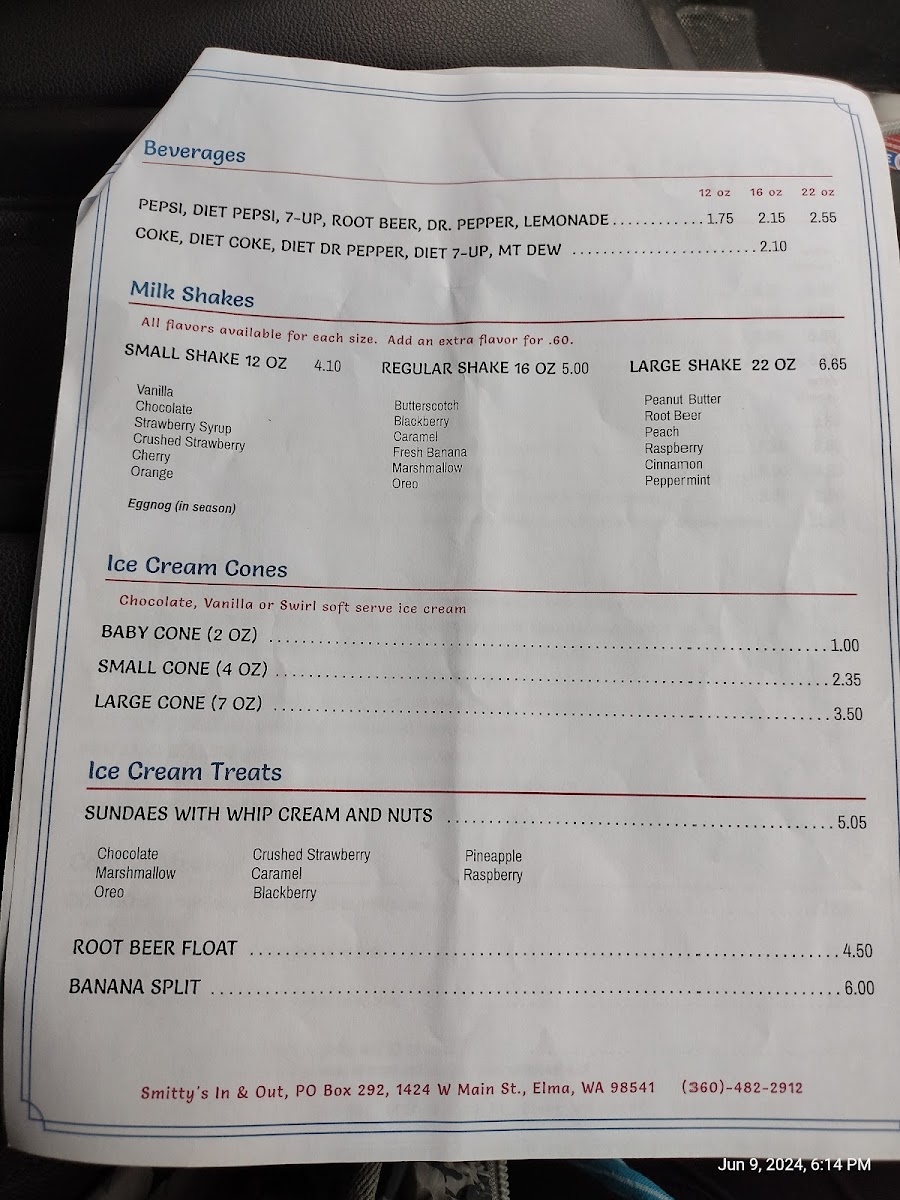 Beverages
12 oz 16 oz 22 oz
PEPSI, DIET PEPSI, 7-UP, ROOT BEER, DR. PEPPER, LEMONADE............1.75 2.15 2.55
COKE, DIET COKE, DIET DR PEPPER, DIET 7-UP, MT DEW ........................2.10
Milk Shakes
All flavors available for each size. Add an extra flavor for .60.
SMALL SHAKE 12 OZ 4.10 REGULAR SHAKE 16 OZ 5.00 LARGE SHAKE 22 OZ 6.65
Vanilla
Chocolate
Strawberry Syrup
Crushed Strawberry
Cherry
Orange
Eggnog (in season)
Butterscotch
Blackberry
Caramel
Fresh Banana
Marshmallow
Oreo
Peanut Butter
Root Beer
Peach
Raspberry
Cinnamon
Peppermint
Ice Cream Cones
Chocolate, Vanilla or Swirl soft serve ice cream
BABY CONE (2 OZ) ........................................................................1.00
SMALL CONE (4 OZ) .......................................................................2.35
LARGE CONE (7 OZ) .......................................................................3.50
Ice Cream Treats
SUNDAES WITH WHIP CREAM AND NUTS ..................................................5.05
Chocolate Crushed Strawberry Pineapple
Marshmallow Caramel Raspberry
Oreo Blackberry
ROOT BEER FLOAT ...........................................................................4.50
BANANA SPLIT ................................................................................6.00
Smitty's In & Out, PO Box 292, 1424 W Main St., Elma, WA 98541 (360)-482-2912
Jun 9, 2024, 6:14 PM